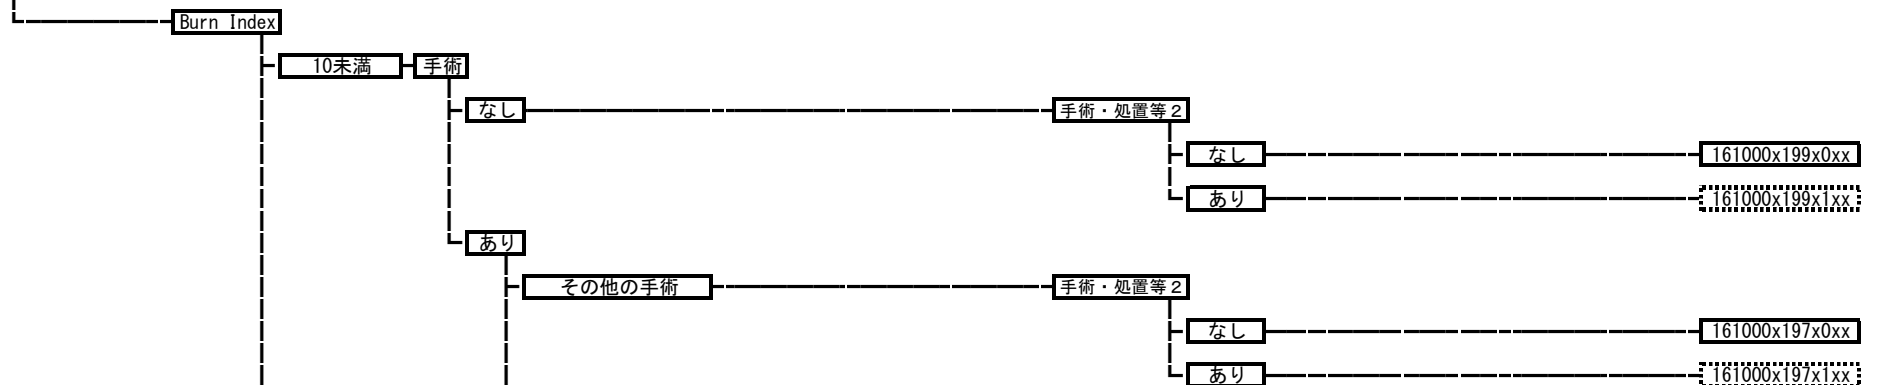 Burn Index
10未満 手術
なし 手術・処置等２
なし 161000x199x0xx
あり 161000x199x1xx
あり
その他の手術 手術・処置等２
なし 161000x197x0xx
あり 161000x197x1xx